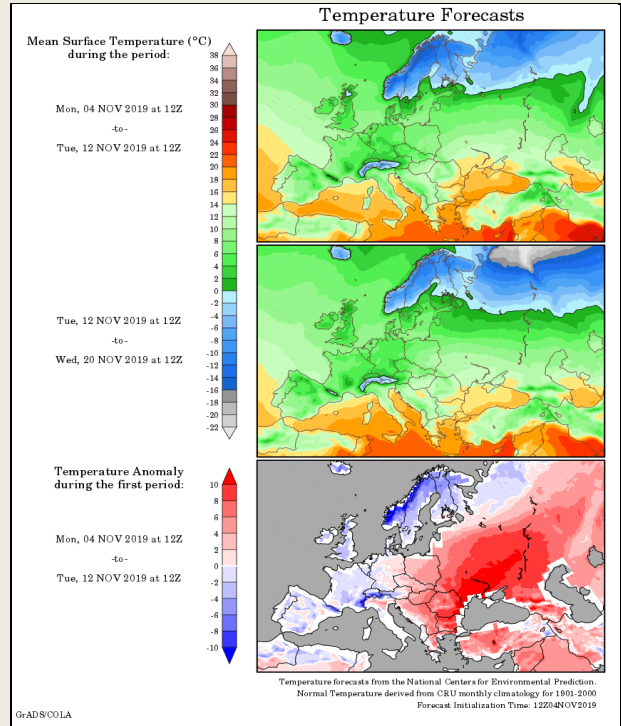 Temperature Forecasts
Mean Surface Temperature (°C)
during the period:
Mon, 04 NOV 2019 at 12Z
-to-
Tue, 12 NOV 2019 at 12Z
38
36
34
32
30
28
26
24
22
20
18
16
14
12
10
8
6
4
2
0
-2
-4
-6
-8
-10
-12
-14
-16
-18
-20
-22
Tue, 12 NOV 2019 at 12Z
-to-
Wed, 20 NOV 2019 at 12Z
Temperature Anomaly
during the first period:
Mon, 04 NOV 2019 at 12Z
-to-
Tue, 12 NOV 2019 at 12Z
10
8
6
4
2
0
-2
-4
-6
-8
-10
Temperature forecasts from the National Centers for Environmental Prediction.
Normal Temperature derived from CRU monthly climatology for 1901-2000
Forecast Initialization Time: 12Z04NOV2019
GrADS/COLA